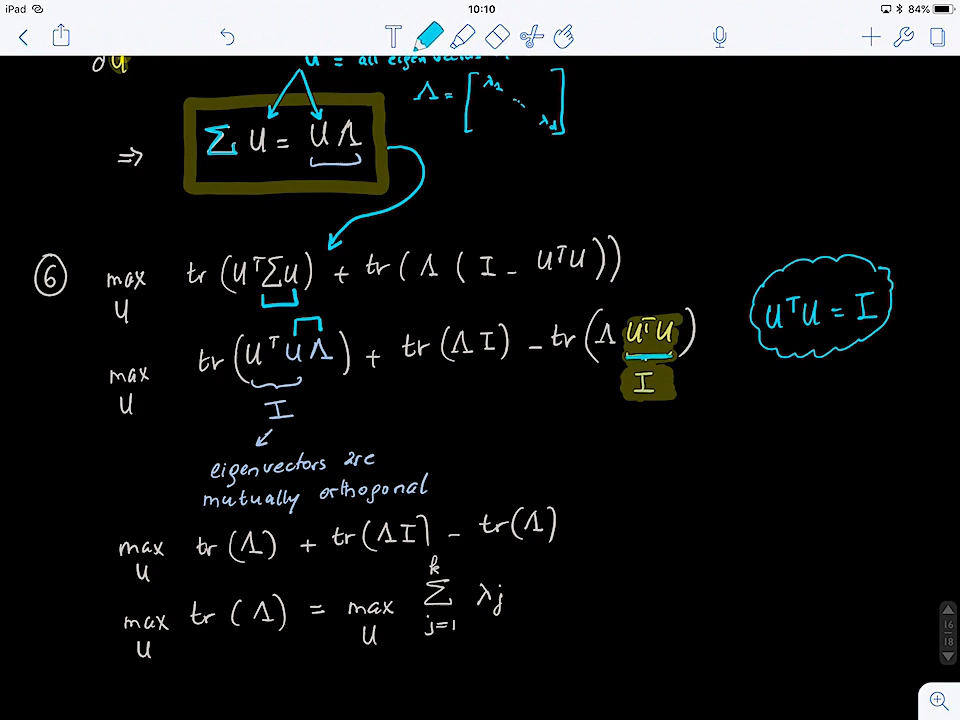 iPad 10:10 84%
T
u = all eigenvectors
Λ = [λ1 ⋱ λd]
⇒ Σ U = U Λ
⑥ max U tr (UᵀΣU) + tr (Λ (I - UᵀU))
UᵀU = I
max U tr (UᵀUΛ) + tr (ΛI) - tr (Λ UᵀU)
I I
eigenvectors are
mutually orthogonal
max U tr (Λ) + tr (ΛI) - tr (Λ)
max U tr (Λ) = max U Σ j=1 k λj
16
18